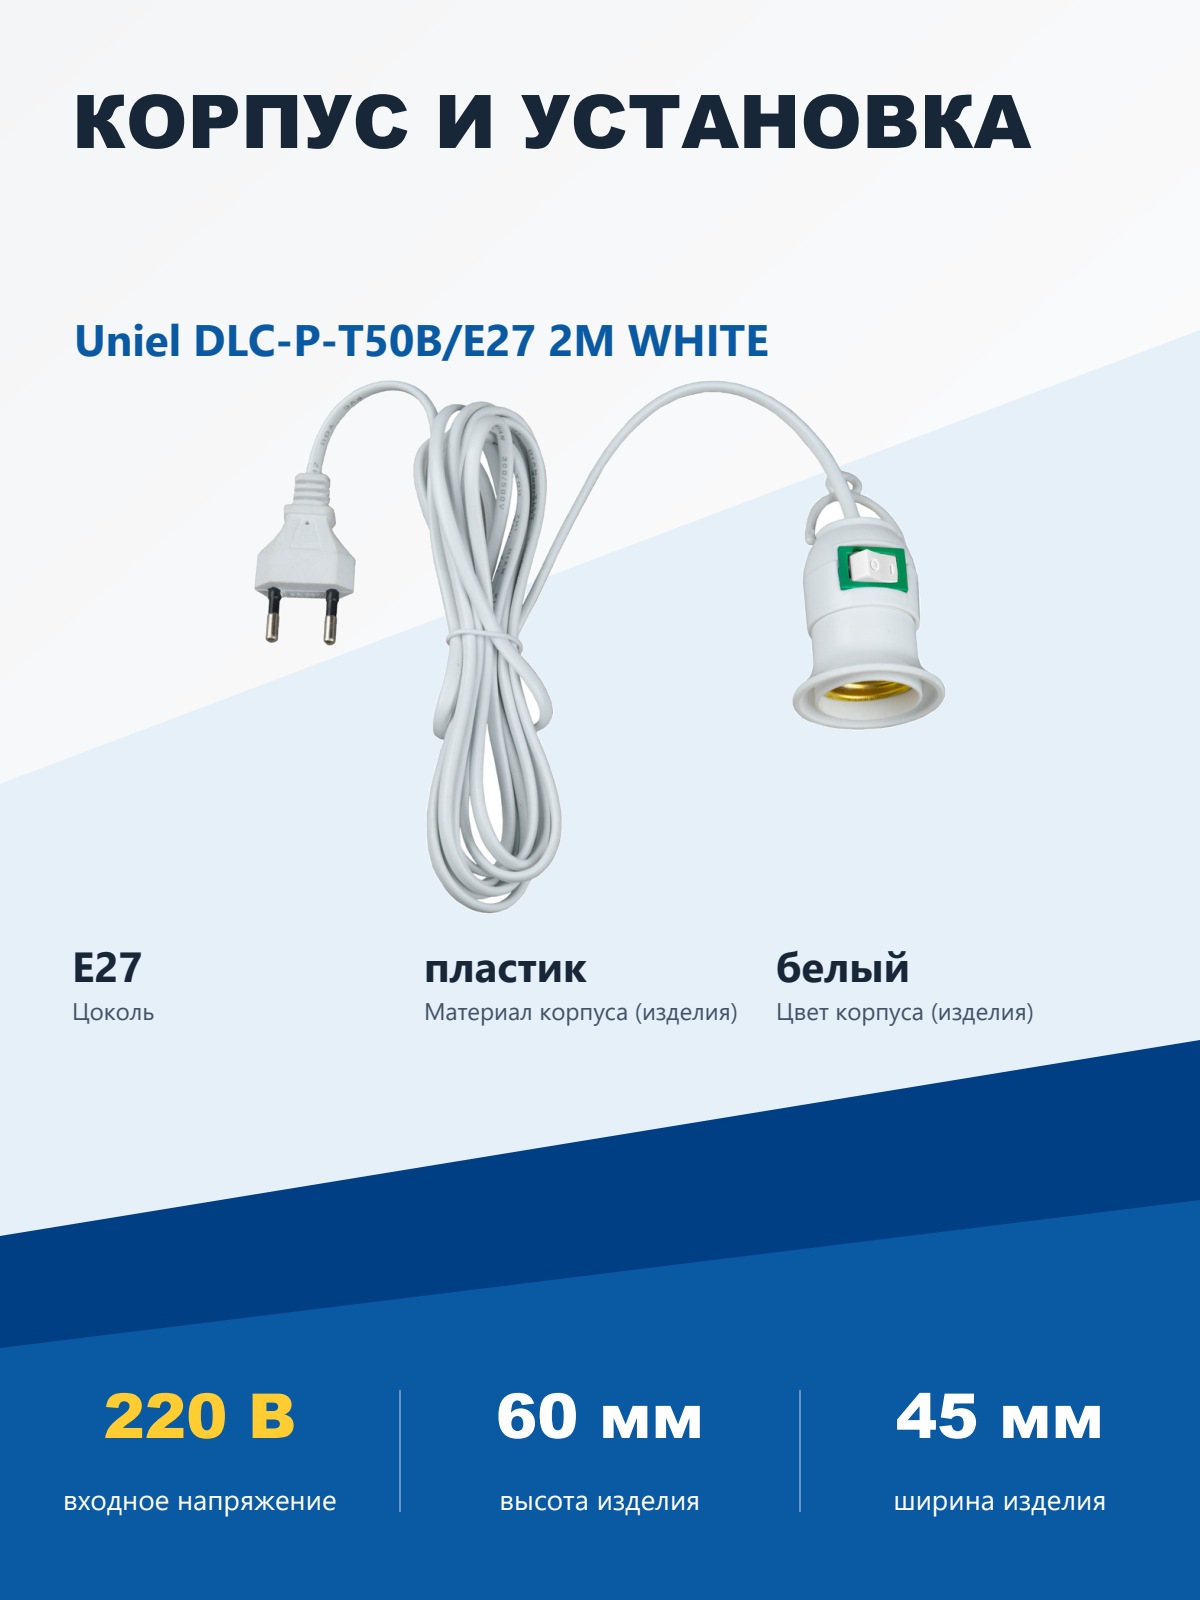 КОРПУС И УСТАНОВКА
Uniel DLC-P-T50B/E27 2M WHITE
E27
Цоколь
пластик
Материал корпуса (изделия)
белый
Цвет корпуса (изделия)
220 В
входное напряжение
60 мм
высота изделия
45 мм
ширина изделия